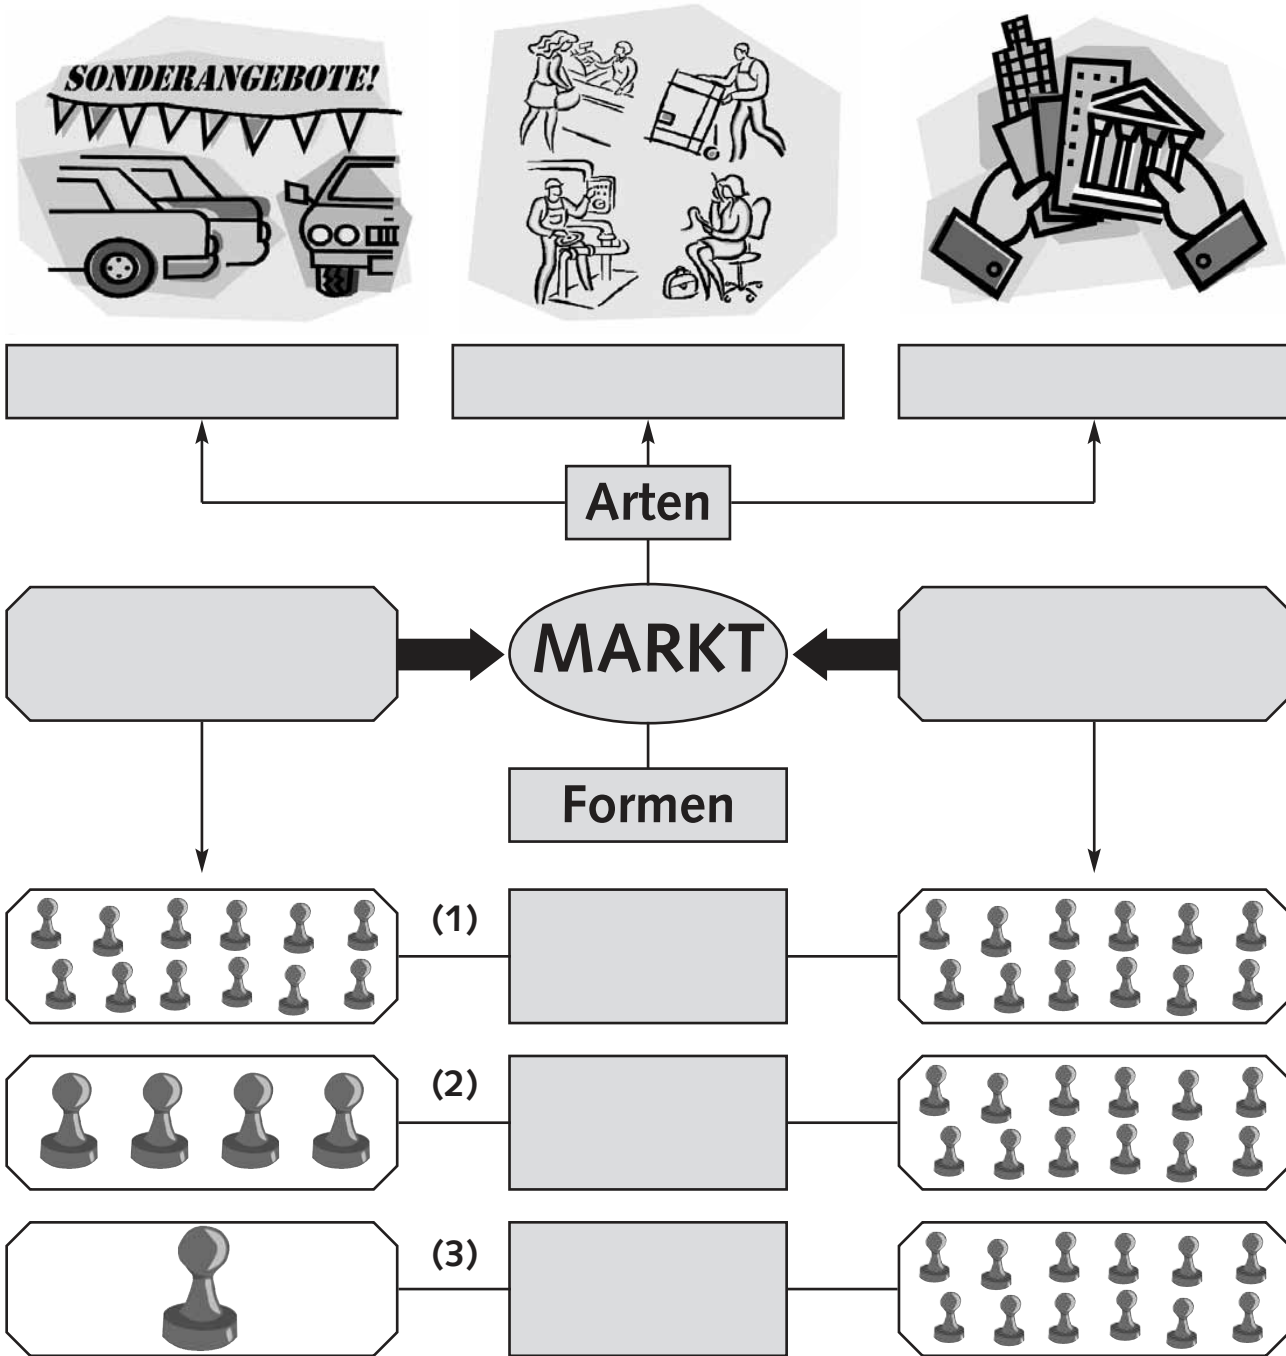 SONDERANGEBOTE!
Arten
MARKT
Formen
(1)
(2)
(3)